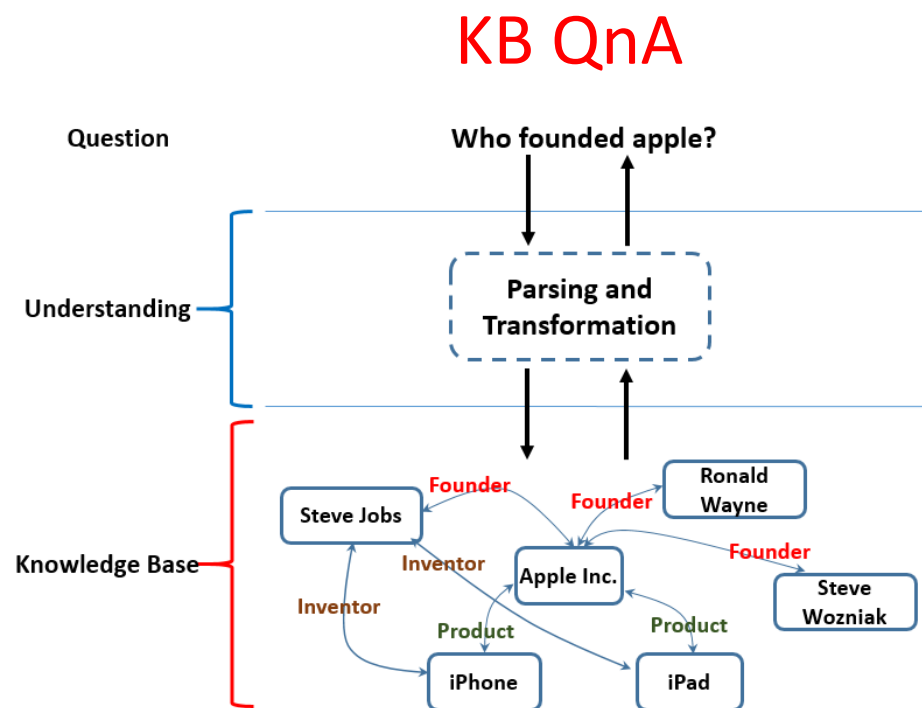 KB QnA
Question
Who founded apple?
Understanding
Parsing and
Transformation
Knowledge Base
Founder
Steve Jobs
Founder
Ronald
Wayne
Founder
Inventor
Apple Inc.
Steve
Wozniak
Inventor
Product
Product
iPhone
iPad